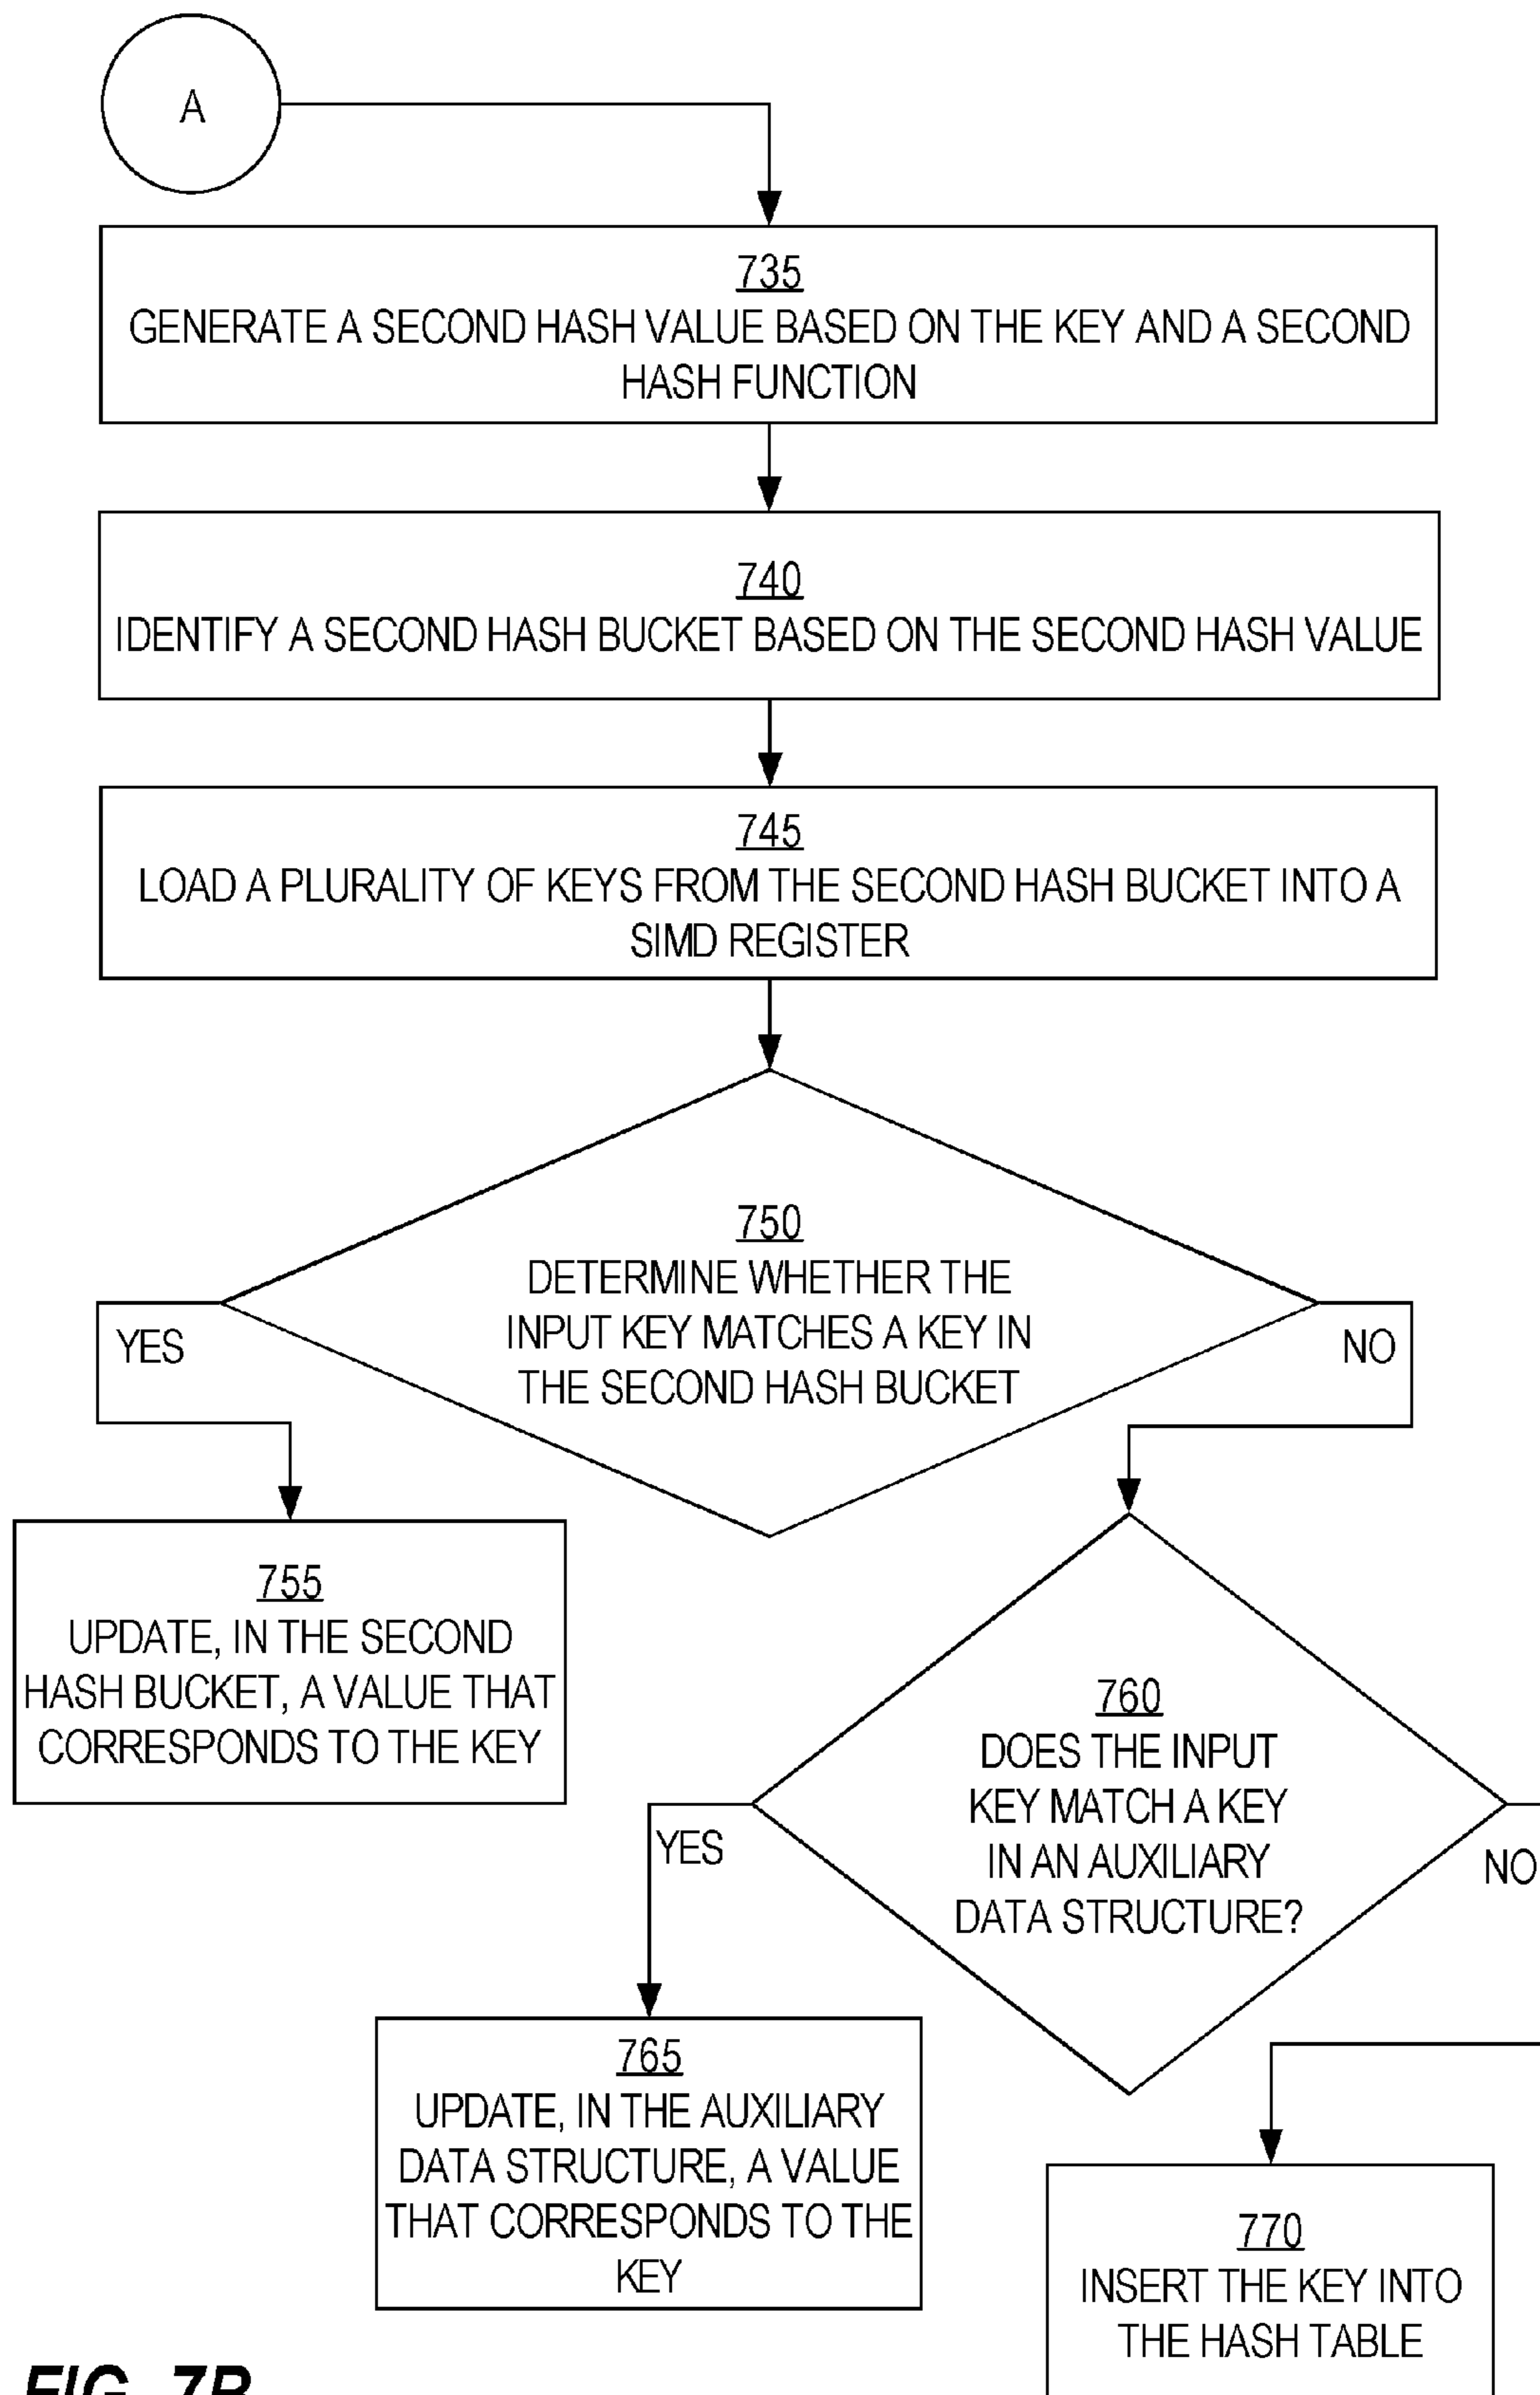 A
735
GENERATE A SECOND HASH VALUE BASED ON THE KEY AND A SECOND
HASH FUNCTION
740
IDENTIFY A SECOND HASH BUCKET BASED ON THE SECOND HASH VALUE
745
LOAD A PLURALITY OF KEYS FROM THE SECOND HASH BUCKET INTO A
SIMD REGISTER
750
DETERMINE WHETHER THE
INPUT KEY MATCHES A KEY IN
THE SECOND HASH BUCKET
YES
NO
755
UPDATE, IN THE SECOND
HASH BUCKET, A VALUE THAT
CORRESPONDS TO THE KEY
760
DOES THE INPUT
KEY MATCH A KEY
IN AN AUXILIARY
DATA STRUCTURE?
YES
NO
765
UPDATE, IN THE AUXILIARY
DATA STRUCTURE, A VALUE
THAT CORRESPONDS TO THE
KEY
770
INSERT THE KEY INTO
THE HASH TABLE
FIG. 7B